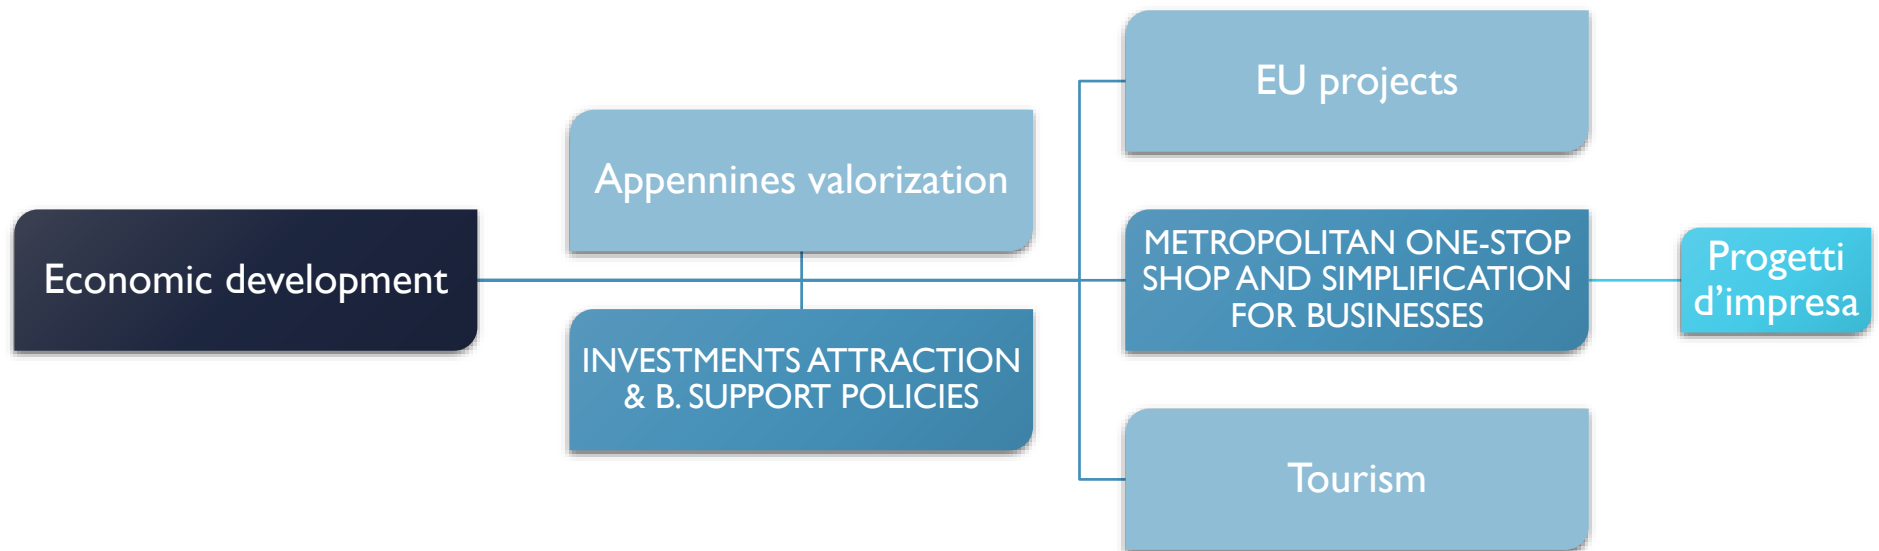 Economic development
Appennines valorization
INVESTMENTS ATTRACTION
& B. SUPPORT POLICIES
EU projects
METROPOLITAN ONE-STOP
SHOP AND SIMPLIFICATION
FOR BUSINESSES
Tourism
Progetti
d’impresa